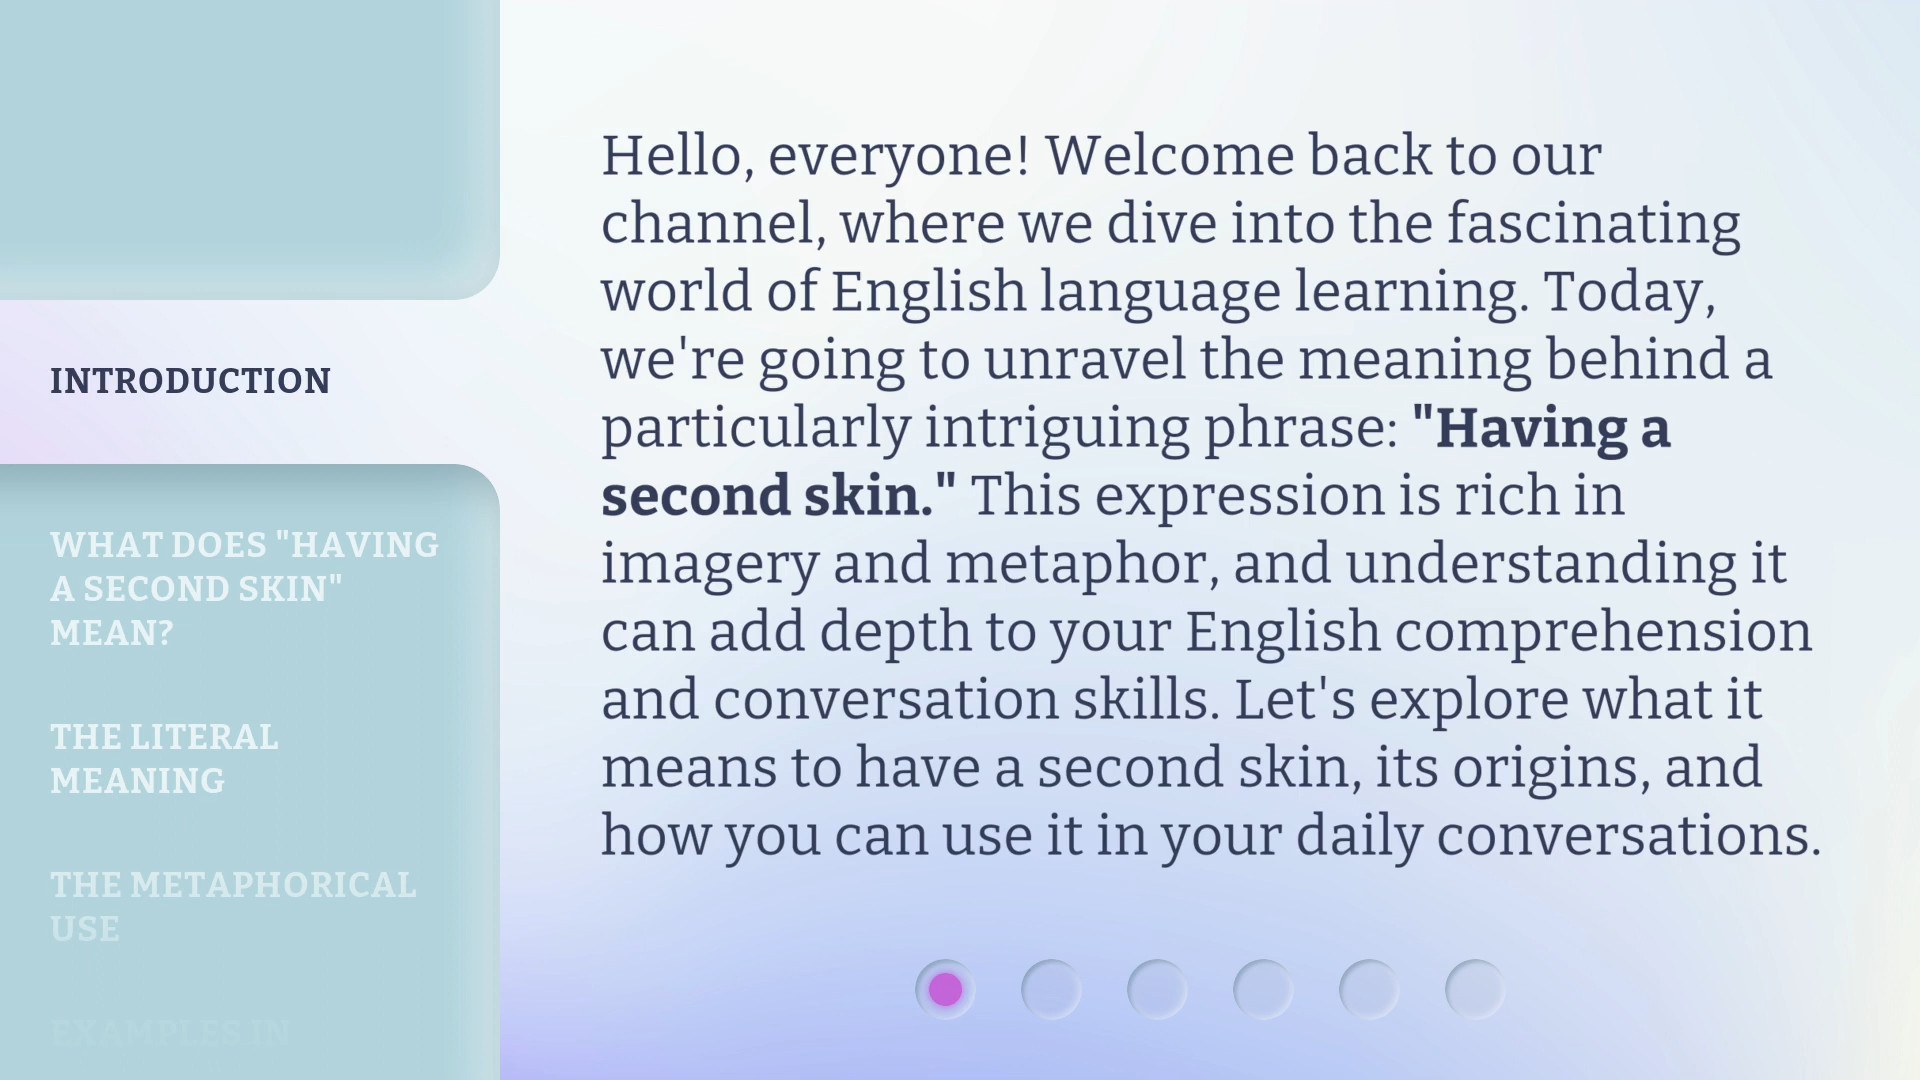 INTRODUCTION
WHAT DOES "HAVING
A SECOND SKIN"
MEAN?
THE LITERAL
MEANING
THE METAPHORICAL
USE
EXAMPLES IN
Hello, everyone! Welcome back to our
channel, where we dive into the fascinating
world of English language learning. Today,
we're going to unravel the meaning behind a
particularly intriguing phrase: "Having a
second skin." This expression is rich in
imagery and metaphor, and understanding it
can add depth to your English comprehension
and conversation skills. Let's explore what it
means to have a second skin, its origins, and
how you can use it in your daily conversations.